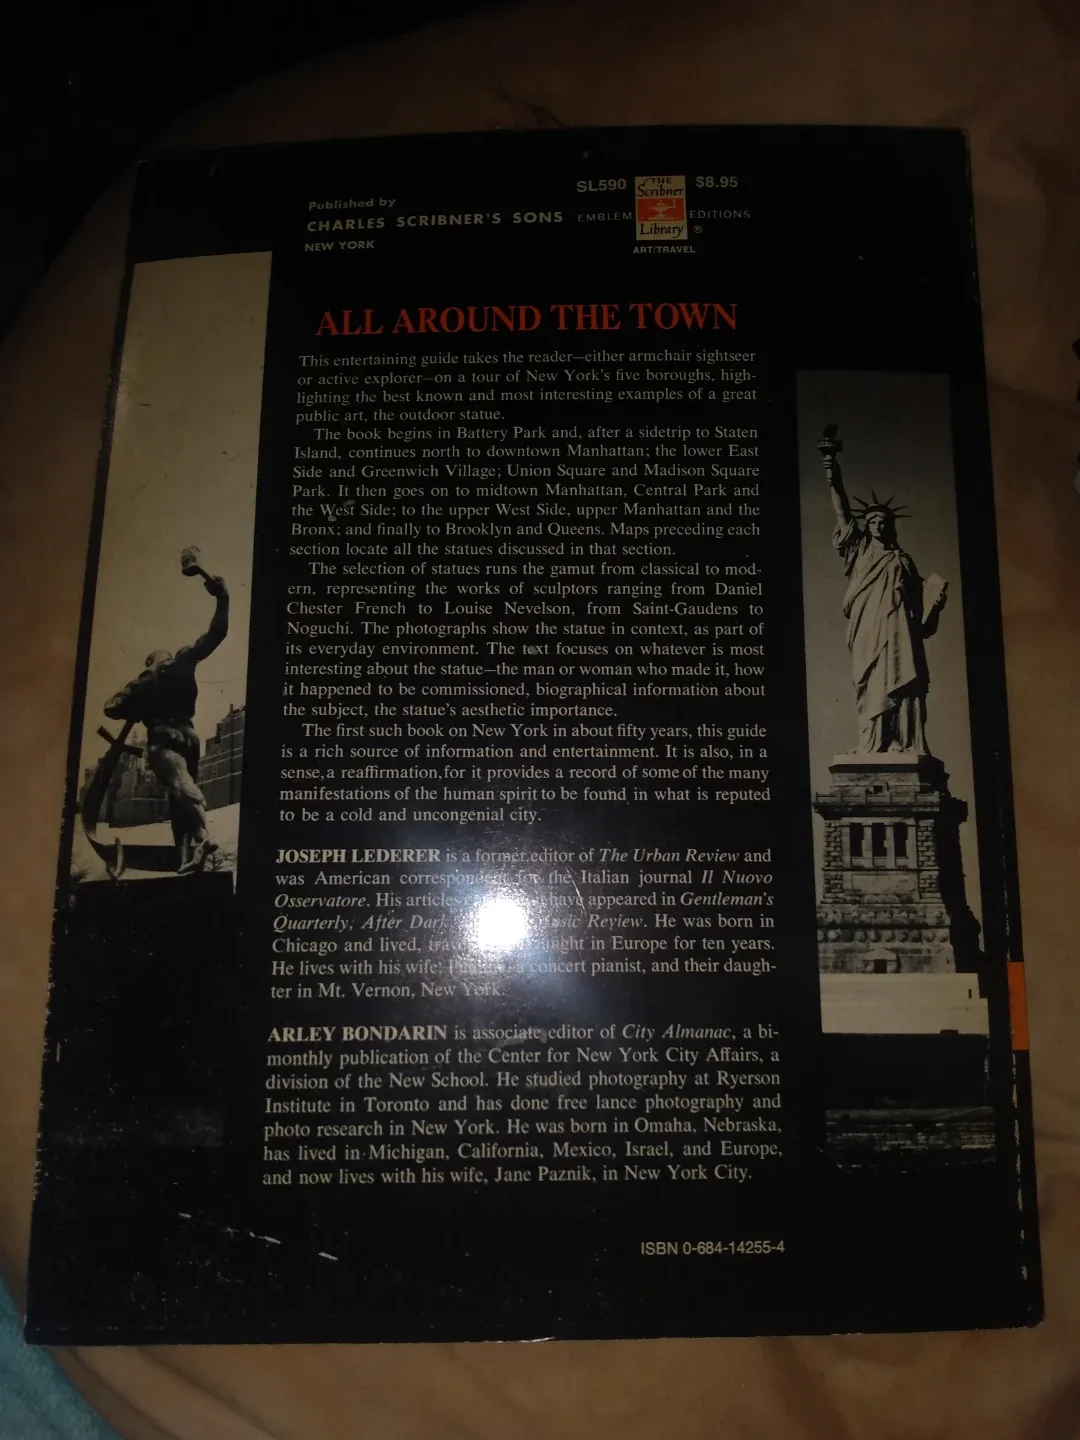 Published by
CHARLES SCRIBNER'S SONS
NEW YORK
SL590
$8.95
EMBLEM
THE
Scribner
Library
EDITIONS
®
ART/TRAVEL
ALL AROUND THE TOWN
This entertaining guide takes the reader—either armchair sightseer
or active explorer—on a tour of New York's five boroughs, high-
lighting the best known and most interesting examples of a great
public art, the outdoor statue.
The book begins in Battery Park and, after a sidetrip to Staten
Island, continues north to downtown Manhattan; the lower East
Side and Greenwich Village; Union Square and Madison Square
Park. It then goes on to midtown Manhattan, Central Park and
the West Side; to the upper West Side, upper Manhattan and the
Bronx; and finally to Brooklyn and Queens. Maps preceding each
section locate all the statues discussed in that section.
The selection of statues runs the gamut from classical to mod-
ern, representing the works of sculptors ranging from Daniel
Chester French to Louise Nevelson, from Saint-Gaudens to
Noguchi. The photographs show the statue in context, as part of
its everyday environment. The text focuses on whatever is most
interesting about the statue—the man or woman who made it, how
it happened to be commissioned, biographical information about
the subject, the statue's aesthetic importance.
The first such book on New York in about fifty years, this guide
is a rich source of information and entertainment. It is also, in a
sense, a reaffirmation, for it provides a record of some of the many
manifestations of the human spirit to be found in what is reputed
to be a cold and uncongenial city.
JOSEPH LEDERER is a former editor of The Urban Review and
was American correspondent for the Italian journal Il Nuovo
Osservatore. His articles have appeared in Gentleman's
Quarterly, After Dark, Review. He was born in
Chicago and lived, in Europe for ten years.
He lives with his wife, a concert pianist, and their daugh-
ter in Mt. Vernon, New York.
ARLEY BONDARIN is associate editor of City Almanac, a bi-
monthly publication of the Center for New York City Affairs, a
division of the New School. He studied photography at Ryerson
Institute in Toronto and has done free lance photography and
photo research in New York. He was born in Omaha, Nebraska,
has lived in Michigan, California, Mexico, Israel, and Europe,
and now lives with his wife, Jane Paznik, in New York City.
ISBN 0-684-14255-4